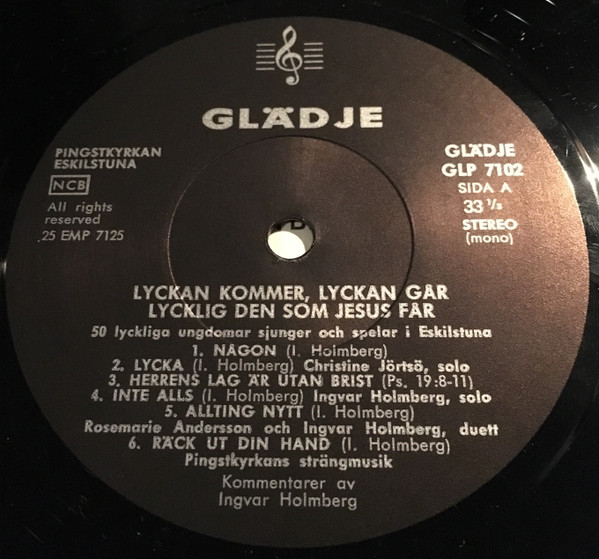 GLÄDJE
PINGSTKYRKAN
ESKILSTUNA
NCB
All rights
reserved
.25 EMP 7125
GLÄDJE
GLP 7102
SIDA A
33 1/3
STEREO
(mono)
LYCKAN KOMMER, LYCKAN GÅR
LYCKLIG DEN SOM JESUS FÅR
50 lyckliga ungdomar sjunger och spelar i Eskilstuna
1. NÅGON (I. Holmberg)
2. LYCKA (I. Holmberg) Christine Jörtsö, solo
3. HERRENS LAG ÄR UTAN BRIST (Ps. 19:8-11)
4. INTE ALLS (I. Holmberg) Ingvar Holmberg, solo
5. ALLTING NYTT (I. Holmberg)
Rosemarie Andersson och Ingvar Holmberg, duett
6. RÄCK UT DIN HAND (I. Holmberg)
Pingstkyrkans strängmusik
Kommentarer av
Ingvar Holmberg